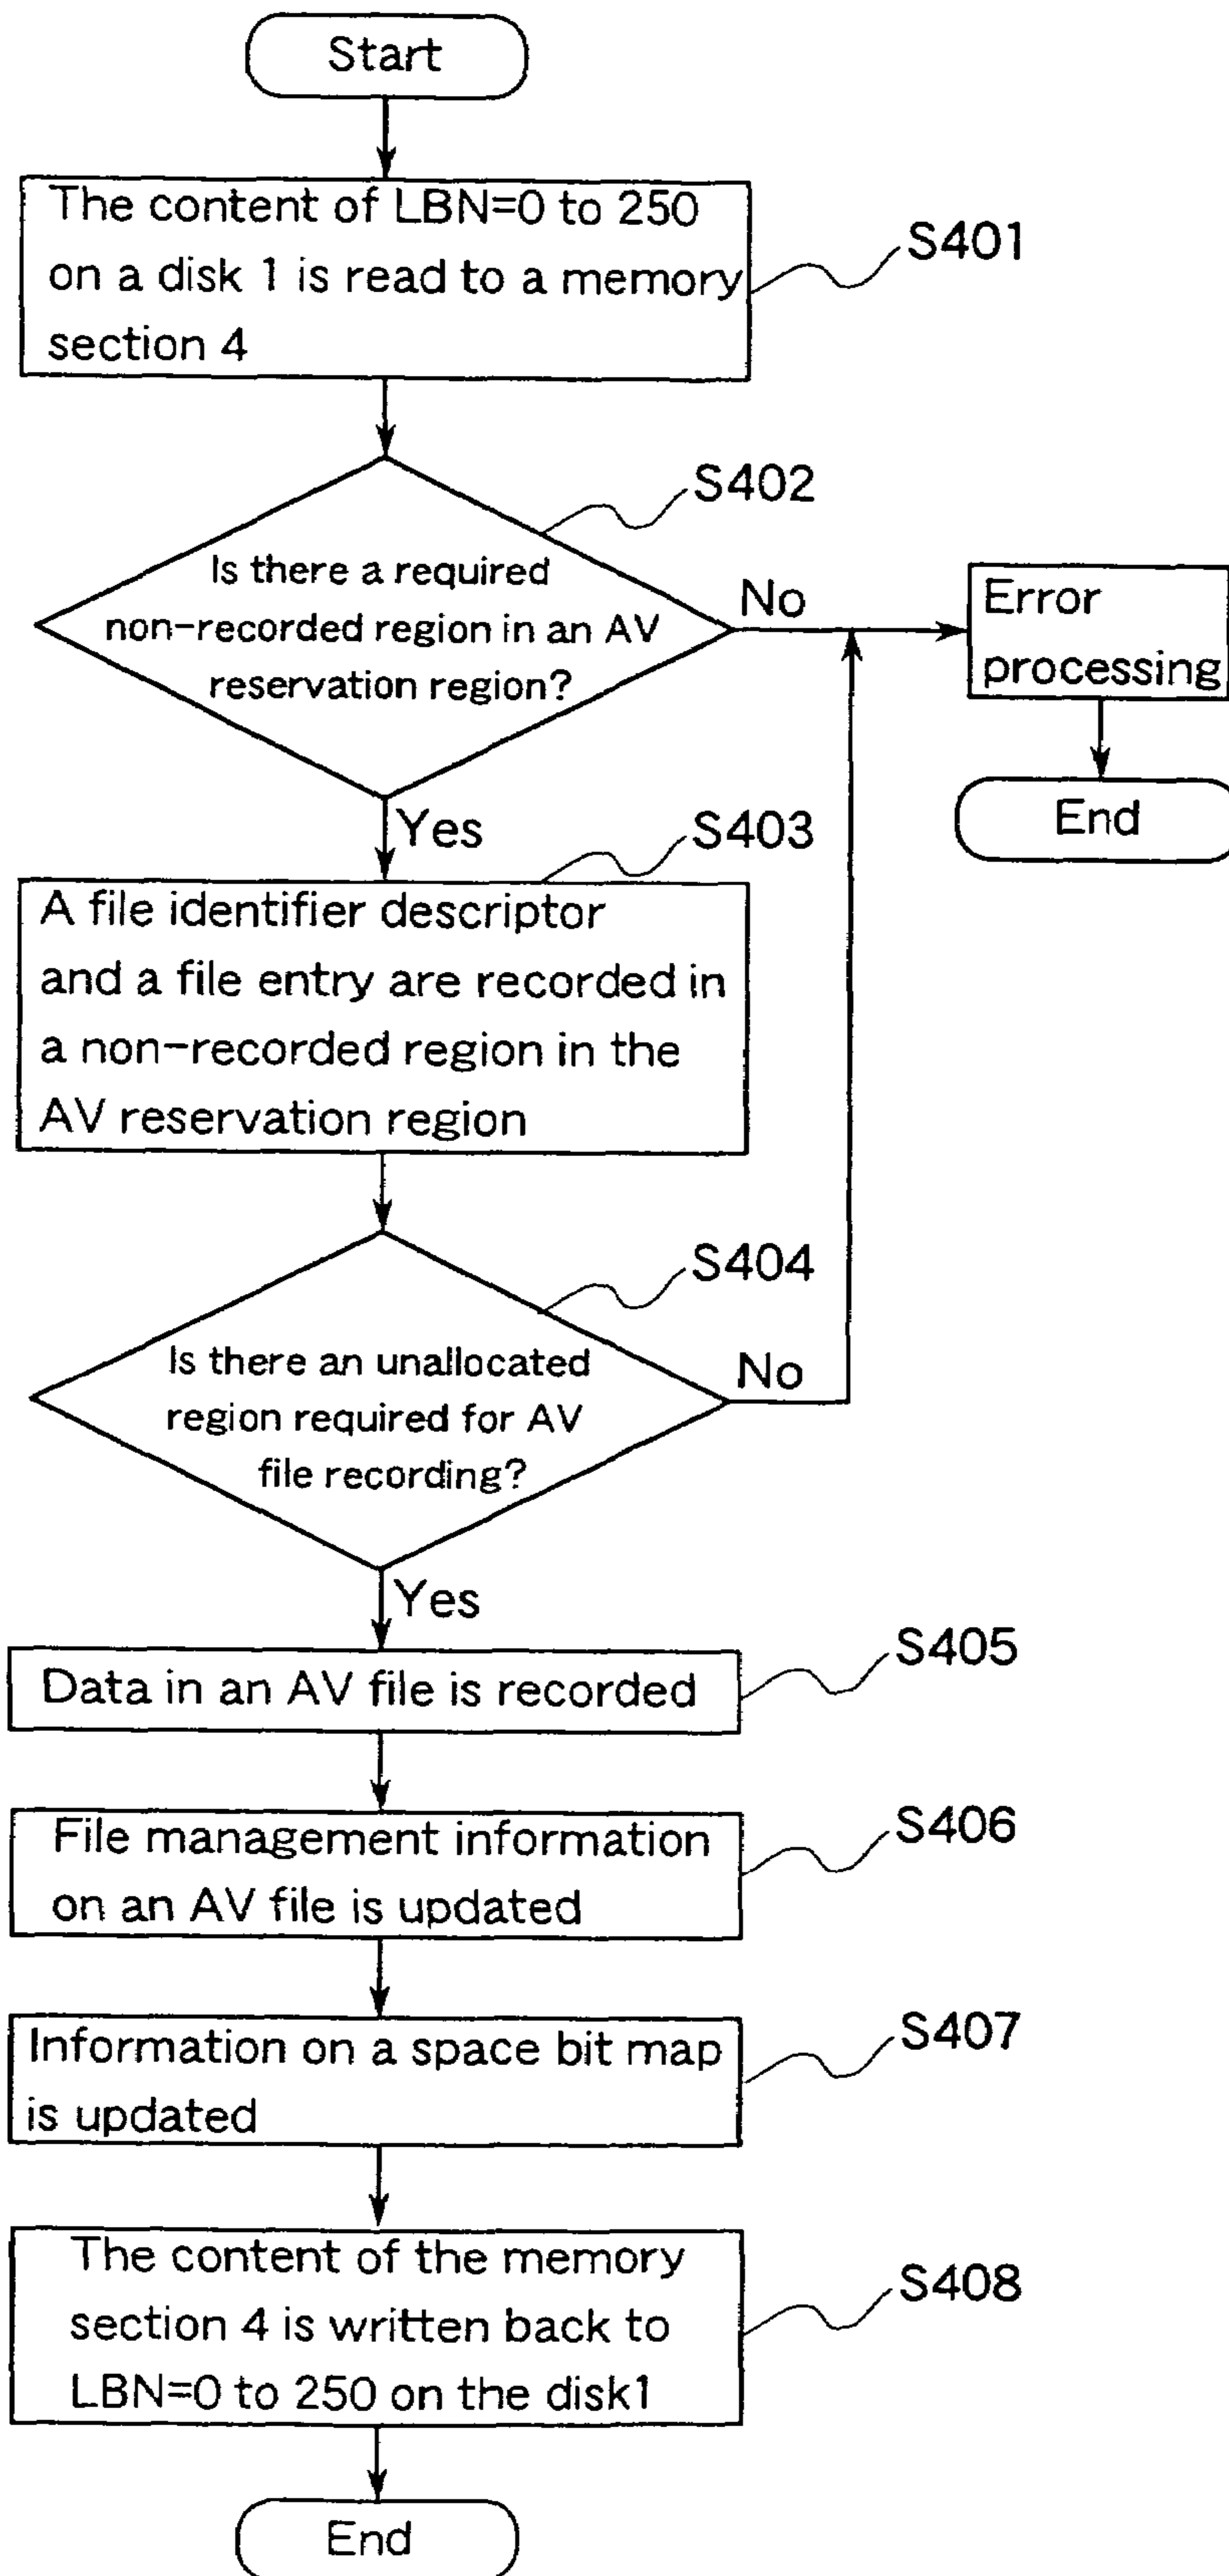 Start
The content of LBN=0 to 250
on a disk 1 is read to a memory
section 4
S401
S402
Is there a required
non-recorded region in an AV
reservation region?
No
Error
processing
End
Yes
S403
A file identifier descriptor
and a file entry are recorded in
a non-recorded region in the
AV reservation region
S404
Is there an unallocated
region required for AV
file recording?
No
Yes
S405
Data in an AV file is recorded
S406
File management information
on an AV file is updated
S407
Information on a space bit map
is updated
S408
The content of the memory
section 4 is written back to
LBN=0 to 250 on the disk1
End